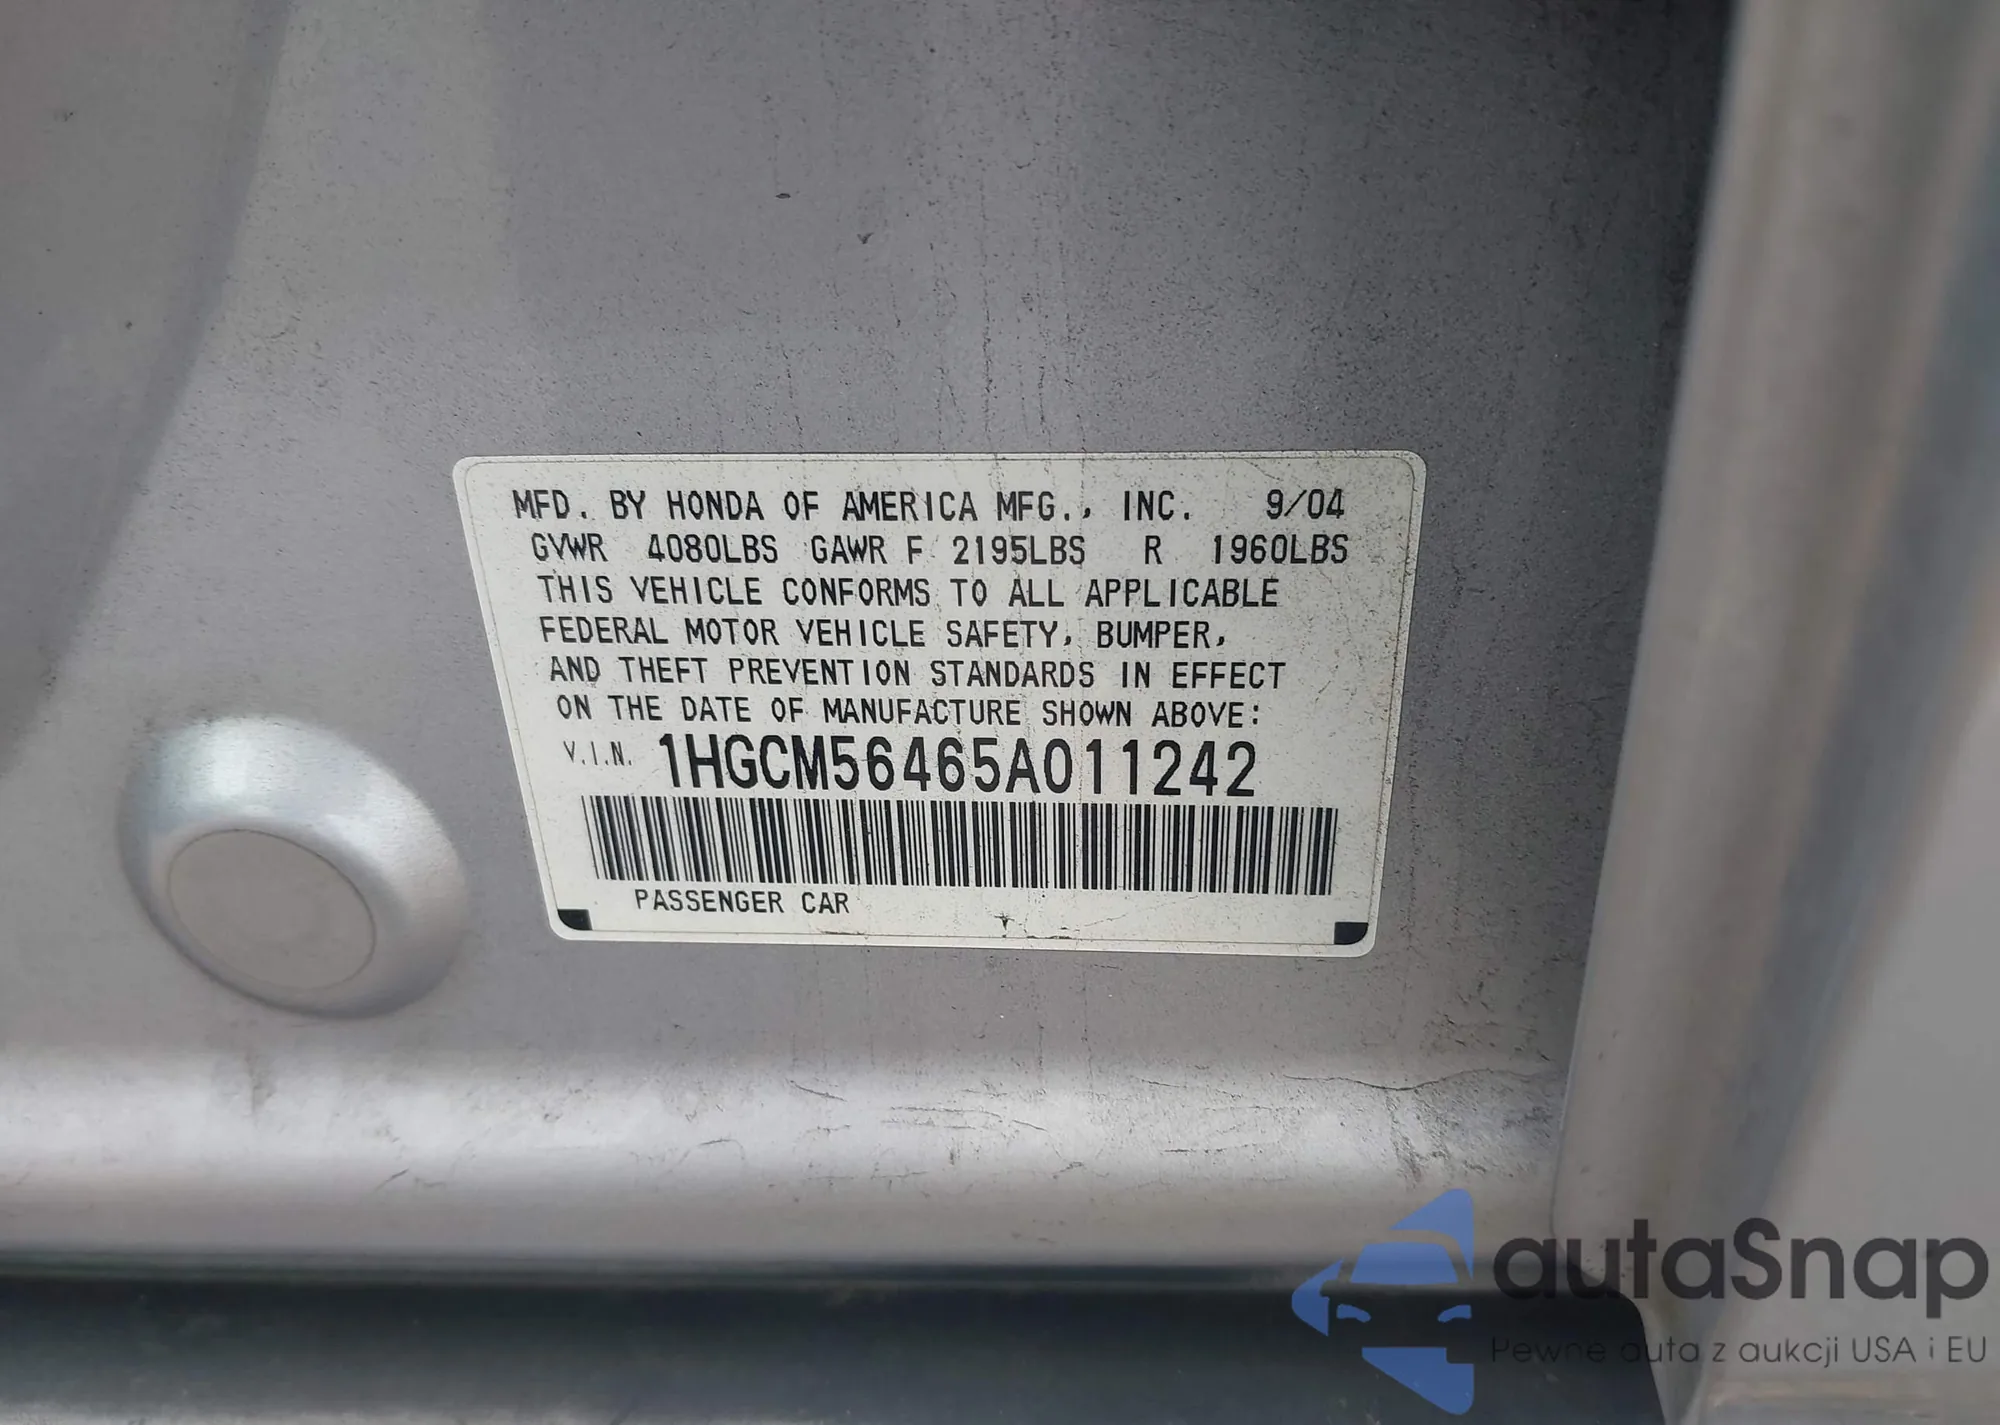 MFD. BY HONDA OF AMERICA MFG., INC. 9/04
GVWR 4080LBS GAWR F 2195LBS R 1960LBS
THIS VEHICLE CONFORMS TO ALL APPLICABLE
FEDERAL MOTOR VEHICLE SAFETY, BUMPER,
AND THEFT PREVENTION STANDARDS IN EFFECT
ON THE DATE OF MANUFACTURE SHOWN ABOVE:
V.I.N. 1HGCM56465A011242
PASSENGER CAR
autaSnap
Pewne auta z aukcji USA i EU